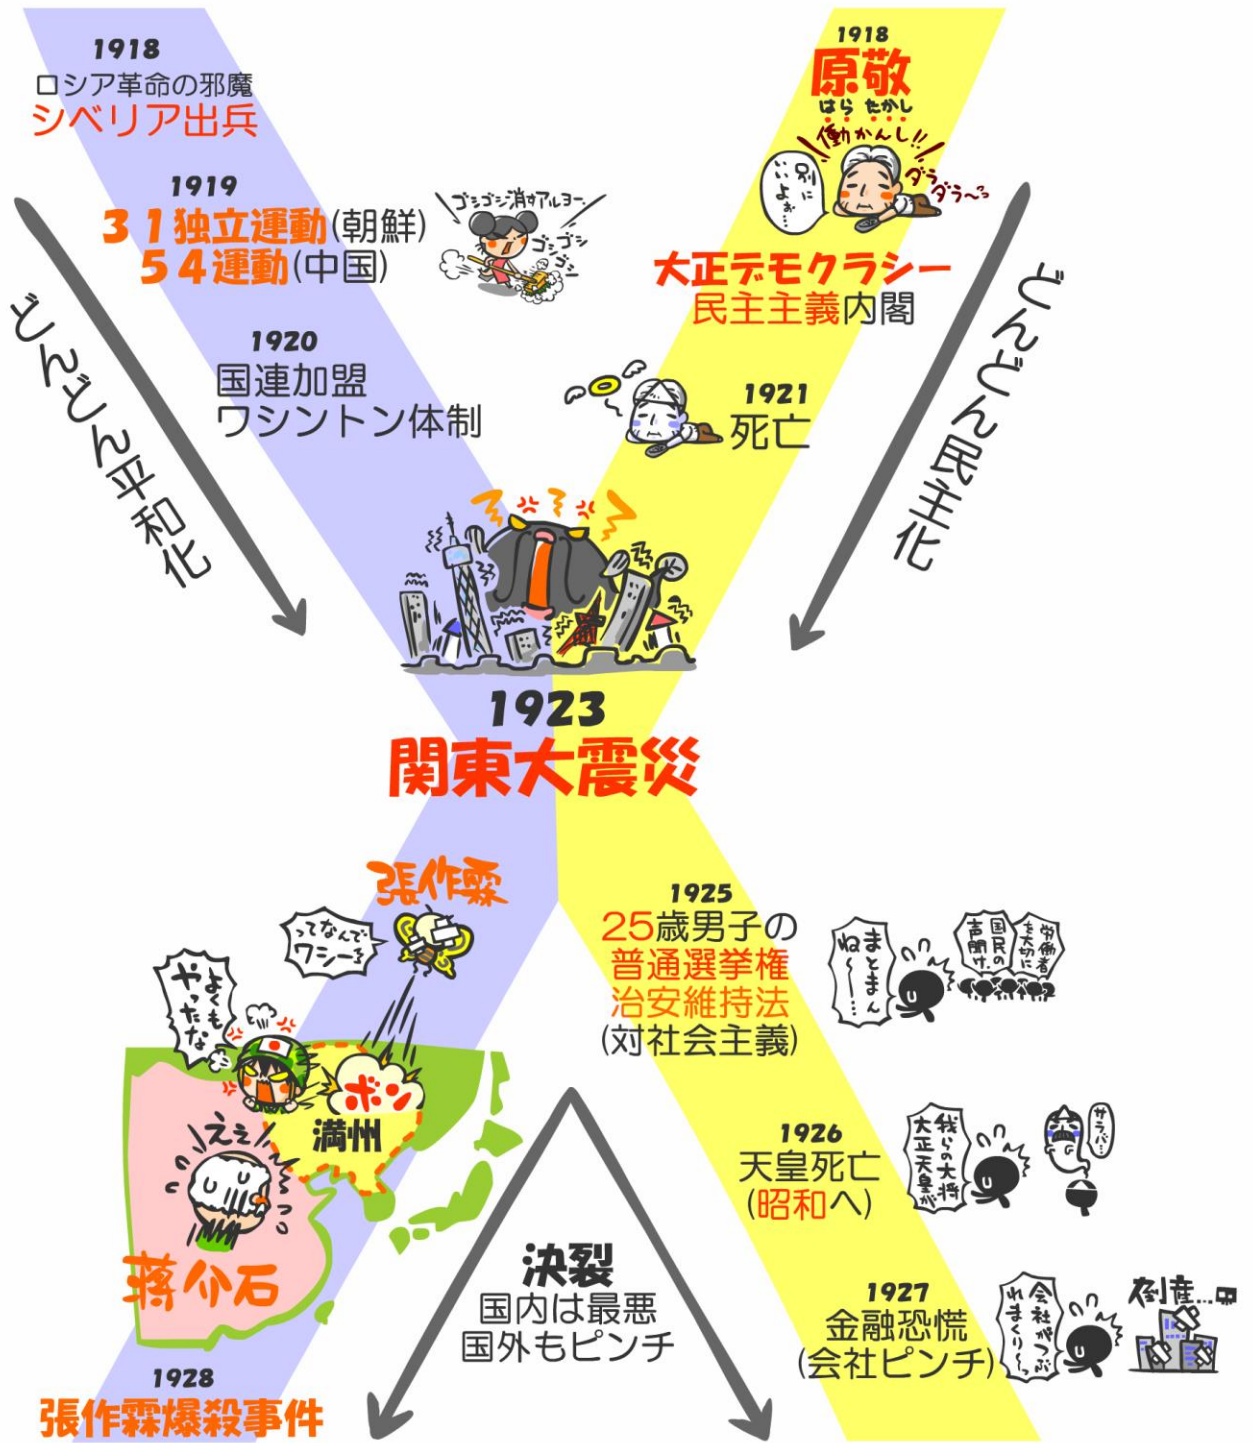 1918
ロシア革命の邪魔
シベリア出兵
1919
31独立運動(朝鮮)
54運動(中国)
ゴシゴシ消すアルヨー、
ゴシゴシ
ゴシゴシ
1920
国連加盟
ワシントン体制
どんどん平和化
1918
原敬
はら たかし
働かんし!!
ダラダラ〜っ
別に
いいよぉ…
大正デモクラシー
民主主義内閣
1921
死亡
どんどん民主化
1923
関東大震災
張作霖
ってなんで
ワシーを
よくも
やったな
ボン
満州
ええ
蒋介石
1928
張作霖爆殺事件
決裂
国内は最悪
国外もピンチ
1925
25歳男子の
普通選挙権
治安維持法
(対社会主義)
まとまん
ね〜…
国民の
声聞け、
労働者
を大切に
1926
天皇死亡
(昭和へ)
我らの大将
大正天皇が
サラバ…
1927
金融恐慌
(会社ピンチ)
会社がつぶ
れまくり〜っ
倒産…